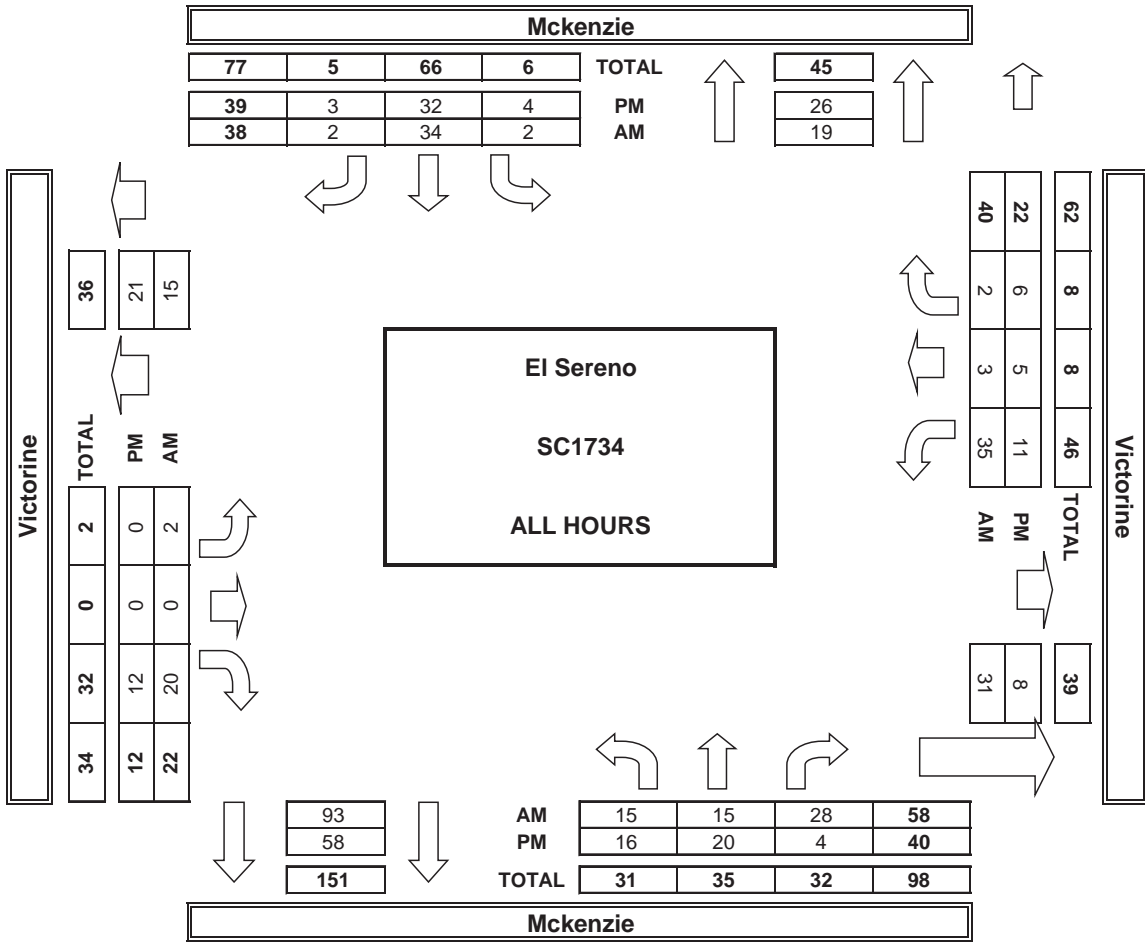 Mckenzie
77 5 66 6 TOTAL 45
39 3 32 4 PM 26
38 2 34 2 AM 19
Victorine
36 21 15
TOTAL PM AM
2 0 2
0 0 0
32 12 20
34 12 22
El Sereno
SC1734
ALL HOURS
40 22 62
2 6 8
3 5 8
35 11 46
AM PM TOTAL
31 8 39
Victorine
93 AM 15 15 28 58
58 PM 16 20 4 40
151 TOTAL 31 35 32 98
Mckenzie